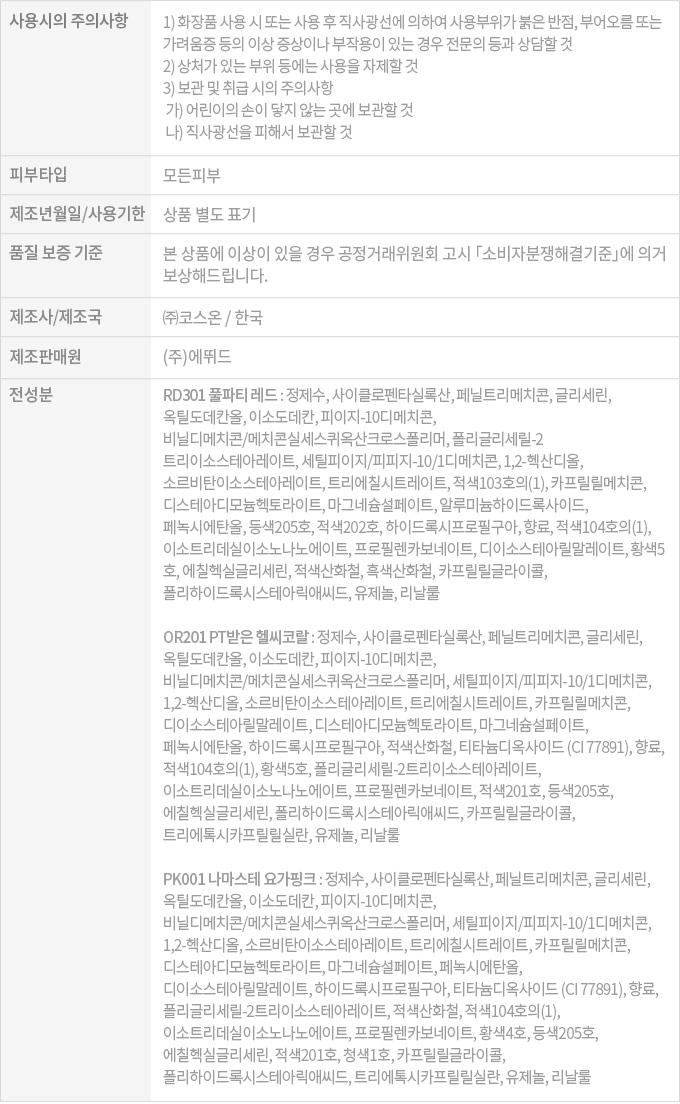 사용시의 주의사항
1) 화장품 사용 시 또는 사용 후 직사광선에 의하여 사용부위가 붉은 반점, 부어오름 또는
가려움증 등의 이상 증상이나 부작용이 있는 경우 전문의 등과 상담할 것
2) 상처가 있는 부위 등에는 사용을 자제할 것
3) 보관 및 취급 시의 주의사항
가) 어린이의 손이 닿지 않는 곳에 보관할 것
나) 직사광선을 피해서 보관할 것
피부타입
모든피부
제조년월일/사용기한
상품 별도 표기
품질 보증 기준
본 상품에 이상이 있을 경우 공정거래위원회 고시 「소비자분쟁해결기준」에 의거
보상해드립니다.
제조사/제조국
㈜코스온 / 한국
제조판매원
(주)에뛰드
전성분
RD301 풀파티 레드 : 정제수, 사이클로펜타실록산, 페닐트리메치콘, 글리세린,
옥틸도데칸올, 이소도데칸, 피이지-10디메치콘,
비닐디메치콘/메치콘실세스퀴옥산크로스폴리머, 폴리글리세릴-2
트리이소스테아레이트, 세틸피이지/피피지-10/1디메치콘, 1,2-헥산디올,
소르비탄이소스테아레이트, 트리에칠시트레이트, 적색103호의(1), 카프릴릴메치콘,
디스테아디모늄헥토라이트, 마그네슘설페이트, 알루미늄하이드록사이드,
페녹시에탄올, 등색205호, 적색202호, 하이드록시프로필구아, 향료, 적색104호의(1),
이소트리데실이소노나노에이트, 프로필렌카보네이트, 디이소스테아릴말레이트, 황색5
호, 에칠헥실글리세린, 적색산화철, 흑색산화철, 카프릴릴글라이콜,
폴리하이드록시스테아릭애씨드, 유제놀, 리날룰
OR201 PT받은 헬씨코랄 : 정제수, 사이클로펜타실록산, 페닐트리메치콘, 글리세린,
옥틸도데칸올, 이소도데칸, 피이지-10디메치콘,
비닐디메치콘/메치콘실세스퀴옥산크로스폴리머, 세틸피이지/피피지-10/1디메치콘,
1,2-헥산디올, 소르비탄이소스테아레이트, 트리에칠시트레이트, 카프릴릴메치콘,
디이소스테아릴말레이트, 디스테아디모늄헥토라이트, 마그네슘설페이트,
페녹시에탄올, 하이드록시프로필구아, 적색산화철, 티타늄디옥사이드 (CI 77891), 향료,
적색104호의(1), 황색5호, 폴리글리세릴-2트리이소스테아레이트,
이소트리데실이소노나노에이트, 프로필렌카보네이트, 적색201호, 등색205호,
에칠헥실글리세린, 폴리하이드록시스테아릭애씨드, 카프릴릴글라이콜,
트리에톡시카프릴릴실란, 유제놀, 리날룰
PK001 나마스테 요가핑크 : 정제수, 사이클로펜타실록산, 페닐트리메치콘, 글리세린,
옥틸도데칸올, 이소도데칸, 피이지-10디메치콘,
비닐디메치콘/메치콘실세스퀴옥산크로스폴리머, 세틸피이지/피피지-10/1디메치콘,
1,2-헥산디올, 소르비탄이소스테아레이트, 트리에칠시트레이트, 카프릴릴메치콘,
디스테아디모늄헥토라이트, 마그네슘설페이트, 페녹시에탄올,
디이소스테아릴말레이트, 하이드록시프로필구아, 티타늄디옥사이드 (CI 77891), 향료,
폴리글리세릴-2트리이소스테아레이트, 적색산화철, 적색104호의(1),
이소트리데실이소노나노에이트, 프로필렌카보네이트, 황색4호, 등색205호,
에칠헥실글리세린, 적색201호, 청색1호, 카프릴릴글라이콜,
폴리하이드록시스테아릭애씨드, 트리에톡시카프릴릴실란, 유제놀, 리날룰